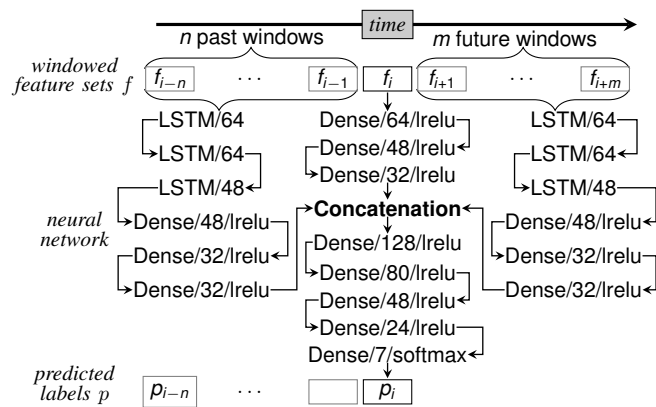 time
n past windows
m future windows
windowed
feature sets f
f_{i−n} ··· f_{i−1} f_i f_{i+1} ··· f_{i+m}
LSTM/64 Dense/64/lrelu LSTM/64
LSTM/64 Dense/48/lrelu LSTM/64
LSTM/48 Dense/32/lrelu LSTM/48
neural
network
Dense/48/lrelu Concatenation Dense/48/lrelu
Dense/32/lrelu Dense/128/lrelu Dense/32/lrelu
Dense/32/lrelu Dense/80/lrelu Dense/32/lrelu
Dense/48/lrelu
Dense/24/lrelu
Dense/7/softmax
predicted
labels p
p_{i−n} ··· p_i